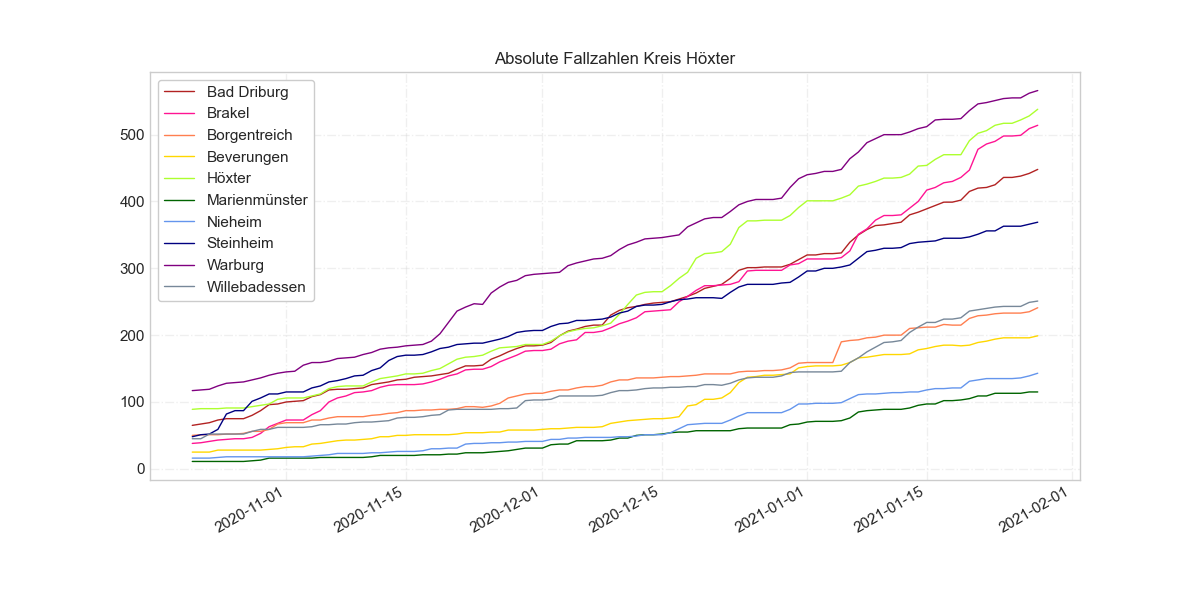 Absolute Fallzahlen Kreis Höxter
Bad Driburg
Brakel
Borgentreich
Beverungen
Höxter
Marienmünster
Nieheim
Steinheim
Warburg
Willebadessen
500
400
300
200
100
0
2020-11-01
2020-11-15
2020-12-01
2020-12-15
2021-01-01
2021-01-15
2021-02-01